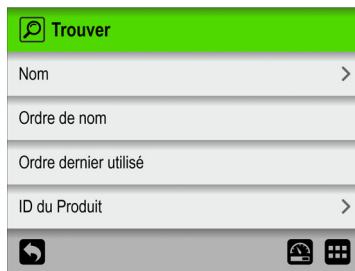 Trouver
Nom
Ordre de nom
Ordre dernier utilisé
ID du Produit